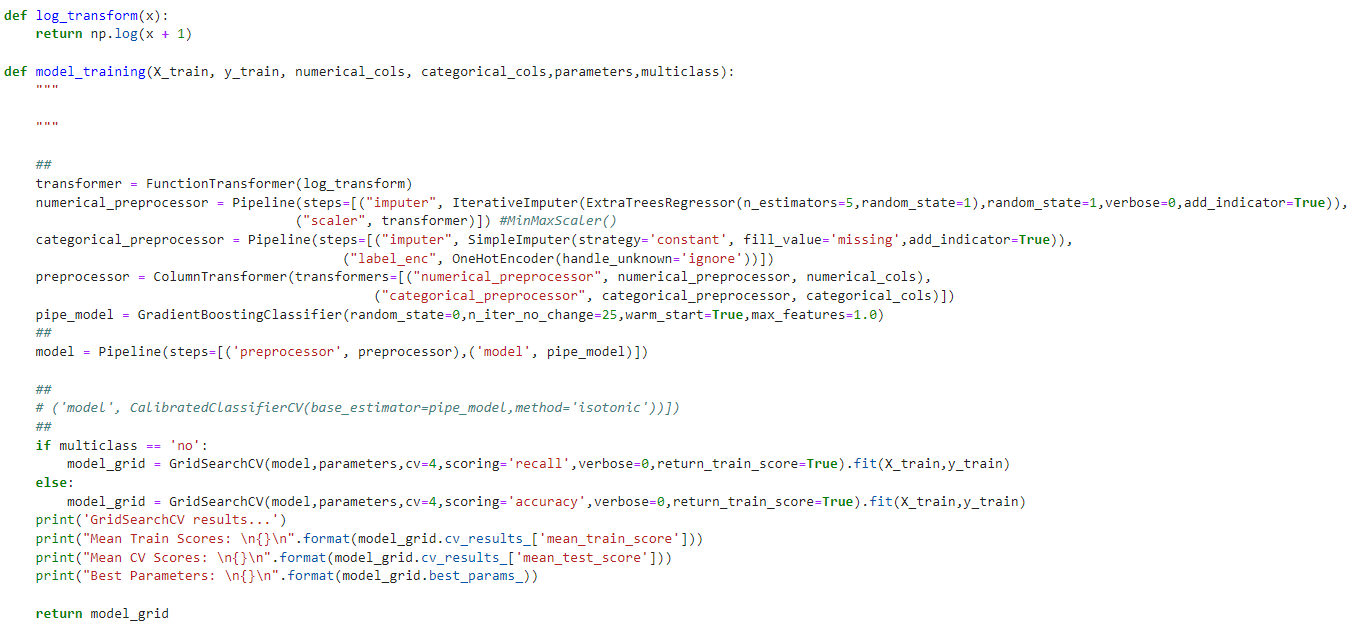 def log_transform(x):
    return np.log(x + 1)

def model_training(X_train, y_train, numerical_cols, categorical_cols,parameters,multiclass):
    """

    """

    ##
    transformer = FunctionTransformer(log_transform)
    numerical_preprocessor = Pipeline(steps=[("imputer", IterativeImputer(ExtraTreesRegressor(n_estimators=5,random_state=1),random_state=1,verbose=0,add_indicator=True)),
                                     ("scaler", transformer)]) #MinMaxScaler()
    categorical_preprocessor = Pipeline(steps=[("imputer", SimpleImputer(strategy='constant', fill_value='missing',add_indicator=True)),
                                           ("label_enc", OneHotEncoder(handle_unknown='ignore'))])
    preprocessor = ColumnTransformer(transformers=[("numerical_preprocessor", numerical_preprocessor, numerical_cols),
                                               ("categorical_preprocessor", categorical_preprocessor, categorical_cols)])
    pipe_model = GradientBoostingClassifier(random_state=0,n_iter_no_change=25,warm_start=True,max_features=1.0)
    ##
    model = Pipeline(steps=[('preprocessor', preprocessor),('model', pipe_model)])

    ##
    # ('model', CalibratedClassifierCV(base_estimator=pipe_model,method='isotonic'))])
    ##
    if multiclass == 'no':
        model_grid = GridSearchCV(model,parameters,cv=4,scoring='recall',verbose=0,return_train_score=True).fit(X_train,y_train)
    else:
        model_grid = GridSearchCV(model,parameters,cv=4,scoring='accuracy',verbose=0,return_train_score=True).fit(X_train,y_train)
    print('GridSearchCV results...')
    print("Mean Train Scores: \n{}\n".format(model_grid.cv_results_['mean_train_score']))
    print("Mean CV Scores: \n{}\n".format(model_grid.cv_results_['mean_test_score']))
    print("Best Parameters: \n{}\n".format(model_grid.best_params_))

    return model_grid